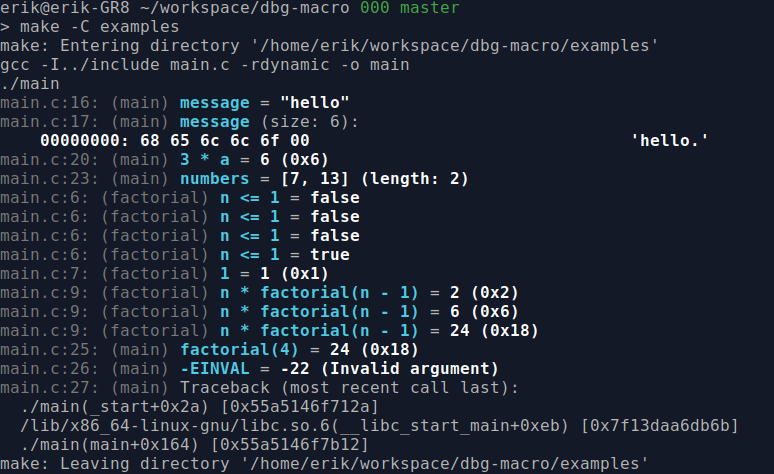 erik@erik-GR8 ~/workspace/dbg-macro 000 master
> make -C examples
make: Entering directory '/home/erik/workspace/dbg-macro/examples'
gcc -I../include main.c -rdynamic -o main
./main
main.c:16: (main) message = "hello"
main.c:17: (main) message (size: 6):
    00000000: 68 65 6c 6c 6f 00                                'hello.'
main.c:20: (main) 3 * a = 6 (0x6)
main.c:23: (main) numbers = [7, 13] (length: 2)
main.c:6: (factorial) n <= 1 = false
main.c:6: (factorial) n <= 1 = false
main.c:6: (factorial) n <= 1 = false
main.c:6: (factorial) n <= 1 = true
main.c:7: (factorial) 1 = 1 (0x1)
main.c:9: (factorial) n * factorial(n - 1) = 2 (0x2)
main.c:9: (factorial) n * factorial(n - 1) = 6 (0x6)
main.c:9: (factorial) n * factorial(n - 1) = 24 (0x18)
main.c:25: (main) factorial(4) = 24 (0x18)
main.c:26: (main) -EINVAL = -22 (Invalid argument)
main.c:27: (main) Traceback (most recent call last):
  ./main(_start+0x2a) [0x55a5146f712a]
  /lib/x86_64-linux-gnu/libc.so.6(__libc_start_main+0xeb) [0x7f13daa6db6b]
  ./main(main+0x164) [0x55a5146f7b12]
make: Leaving directory '/home/erik/workspace/dbg-macro/examples'